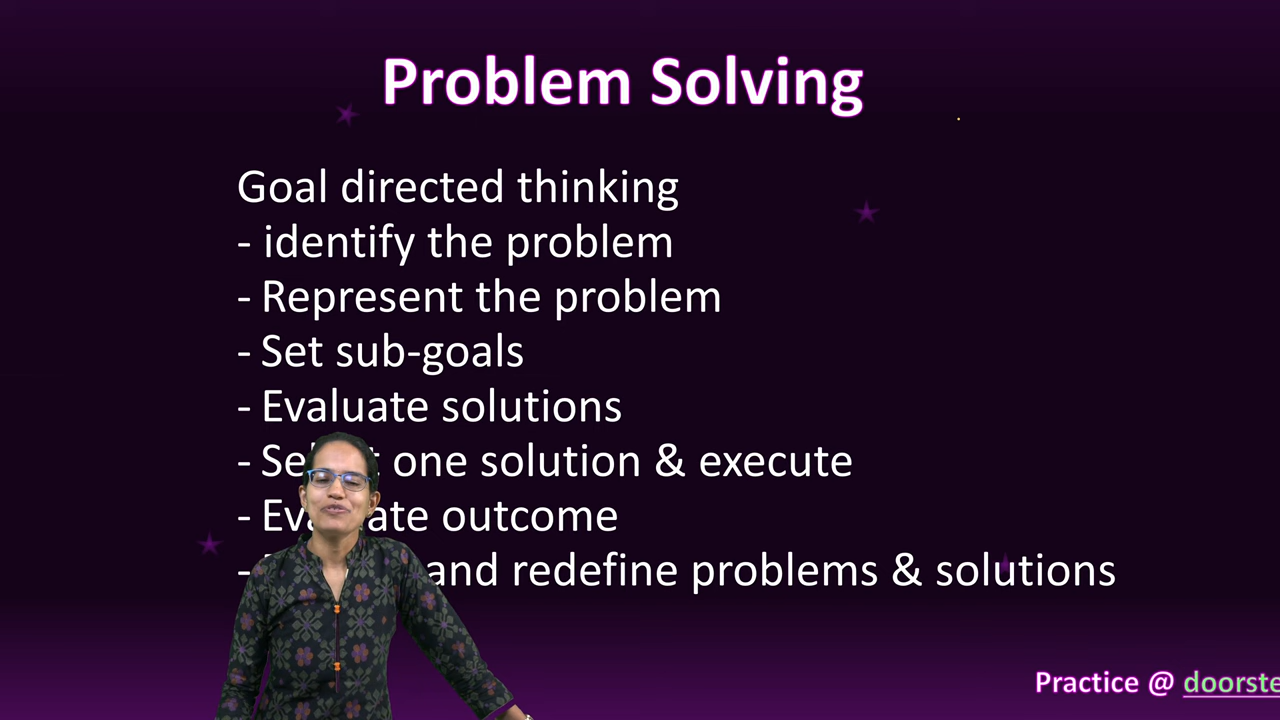 Problem Solving
Goal directed thinking
- identify the problem
- Represent the problem
- Set sub-goals
- Evaluate solutions
- one solution & execute
- outcome
- and redefine problems & solutions
Practice @